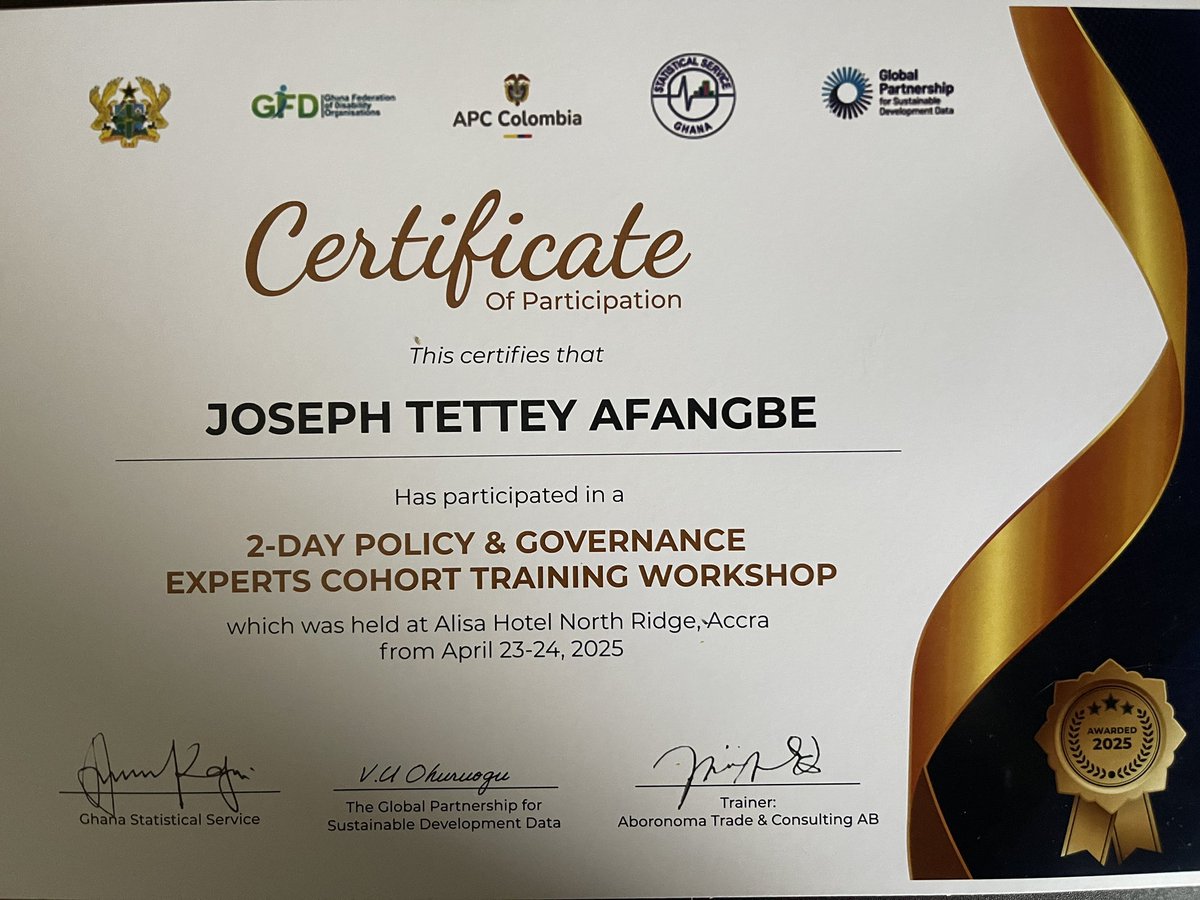 GFD
Ghana Federation
of Disability
Organisations
APC Colombia
STATISTICAL SERVICE
GHANA
Global
Partnership
for Sustainable
Development Data
Certificate
Of Participation
This certifies that
JOSEPH TETTEY AFANGBE
Has participated in a
2-DAY POLICY & GOVERNANCE
EXPERTS COHORT TRAINING WORKSHOP
which was held at Alisa Hotel North Ridge, Accra
from April 23-24, 2025
V.U Ohuruogu
Ghana Statistical Service
The Global Partnership for
Sustainable Development Data
Trainer:
Aboronoma Trade & Consulting AB
AWARDED
2025